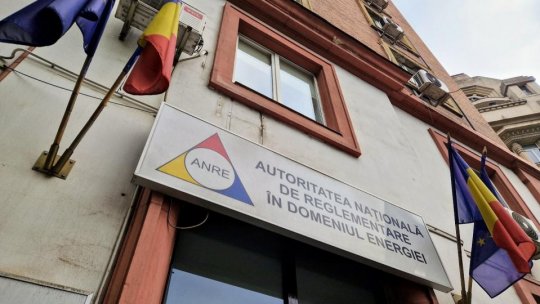 ANRE
AUTORITATEA NAȚIONALĂ
DE REGLEMENTARE
ÎN DOMENIUL ENERGIEI